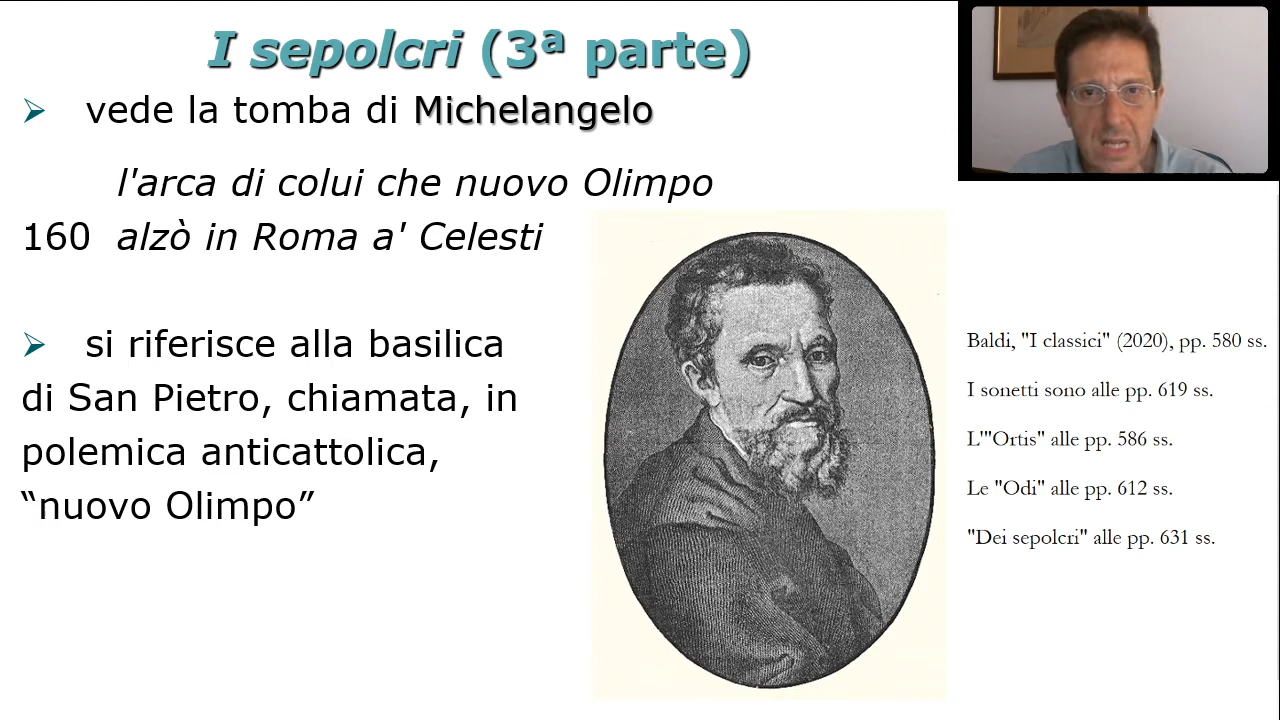 I sepolcri (3ª parte)
vede la tomba di Michelangelo
l'arca di colui che nuovo Olimpo
160 alzò in Roma a' Celesti
si riferisce alla basilica
di San Pietro, chiamata, in
polemica anticattolica,
“nuovo Olimpo”
Baldi, "I classici" (2020), pp. 580 ss.
I sonetti sono alle pp. 619 ss.
L'"Ortis" alle pp. 586 ss.
Le "Odi" alle pp. 612 ss.
"Dei sepolcri" alle pp. 631 ss.